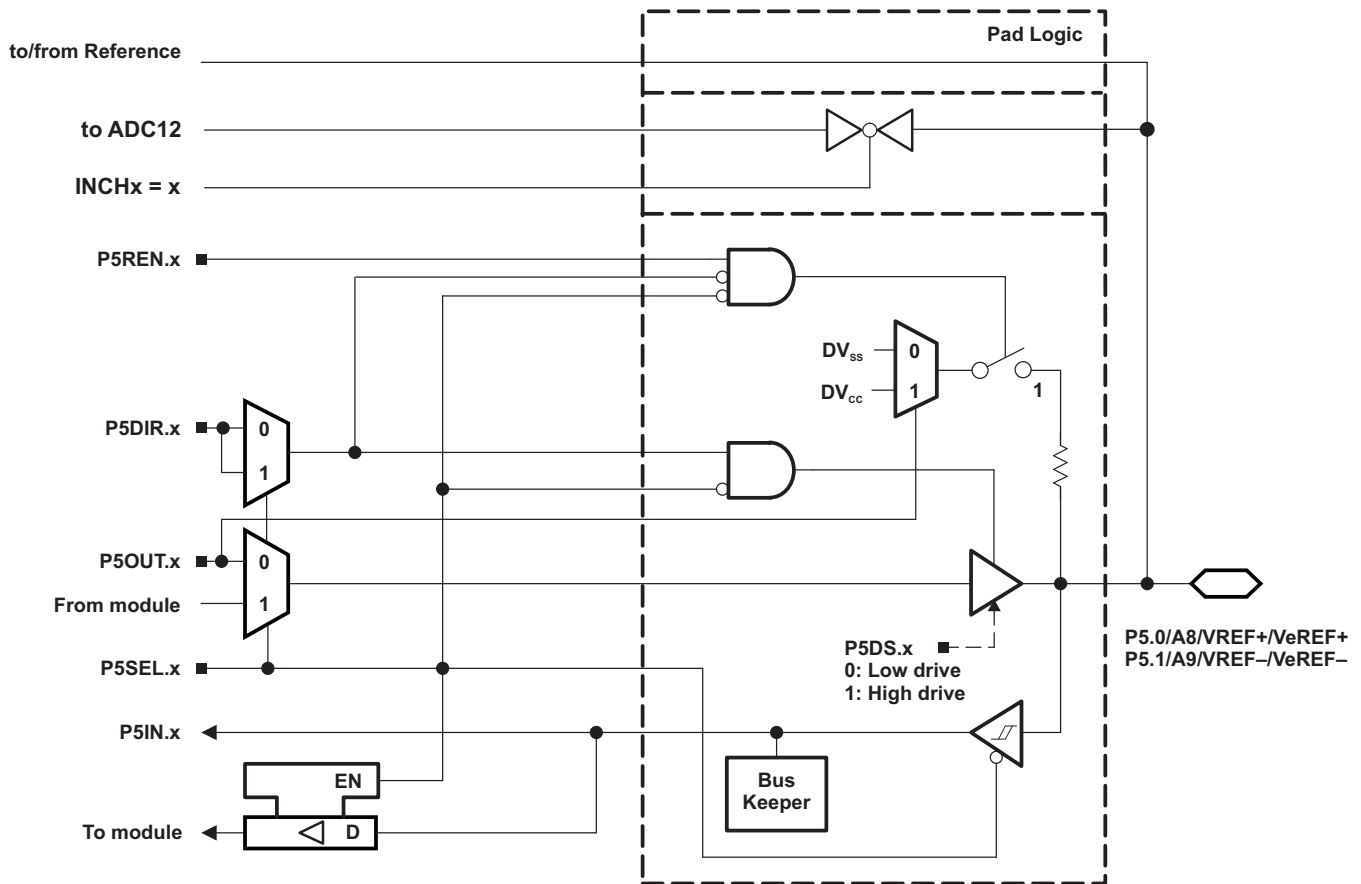 Pad Logic
to/from Reference
to ADC12
INCHx = x
P5REN.x
DVSS
0
DVCC
1
1
P5DIR.x
0
1
P5OUT.x
0
From module
1
P5DS.x
0: Low drive
1: High drive
P5.0/A8/VREF+/VeREF+
P5.1/A9/VREF–/VeREF–
P5SEL.x
P5IN.x
Bus
Keeper
EN
To module
D